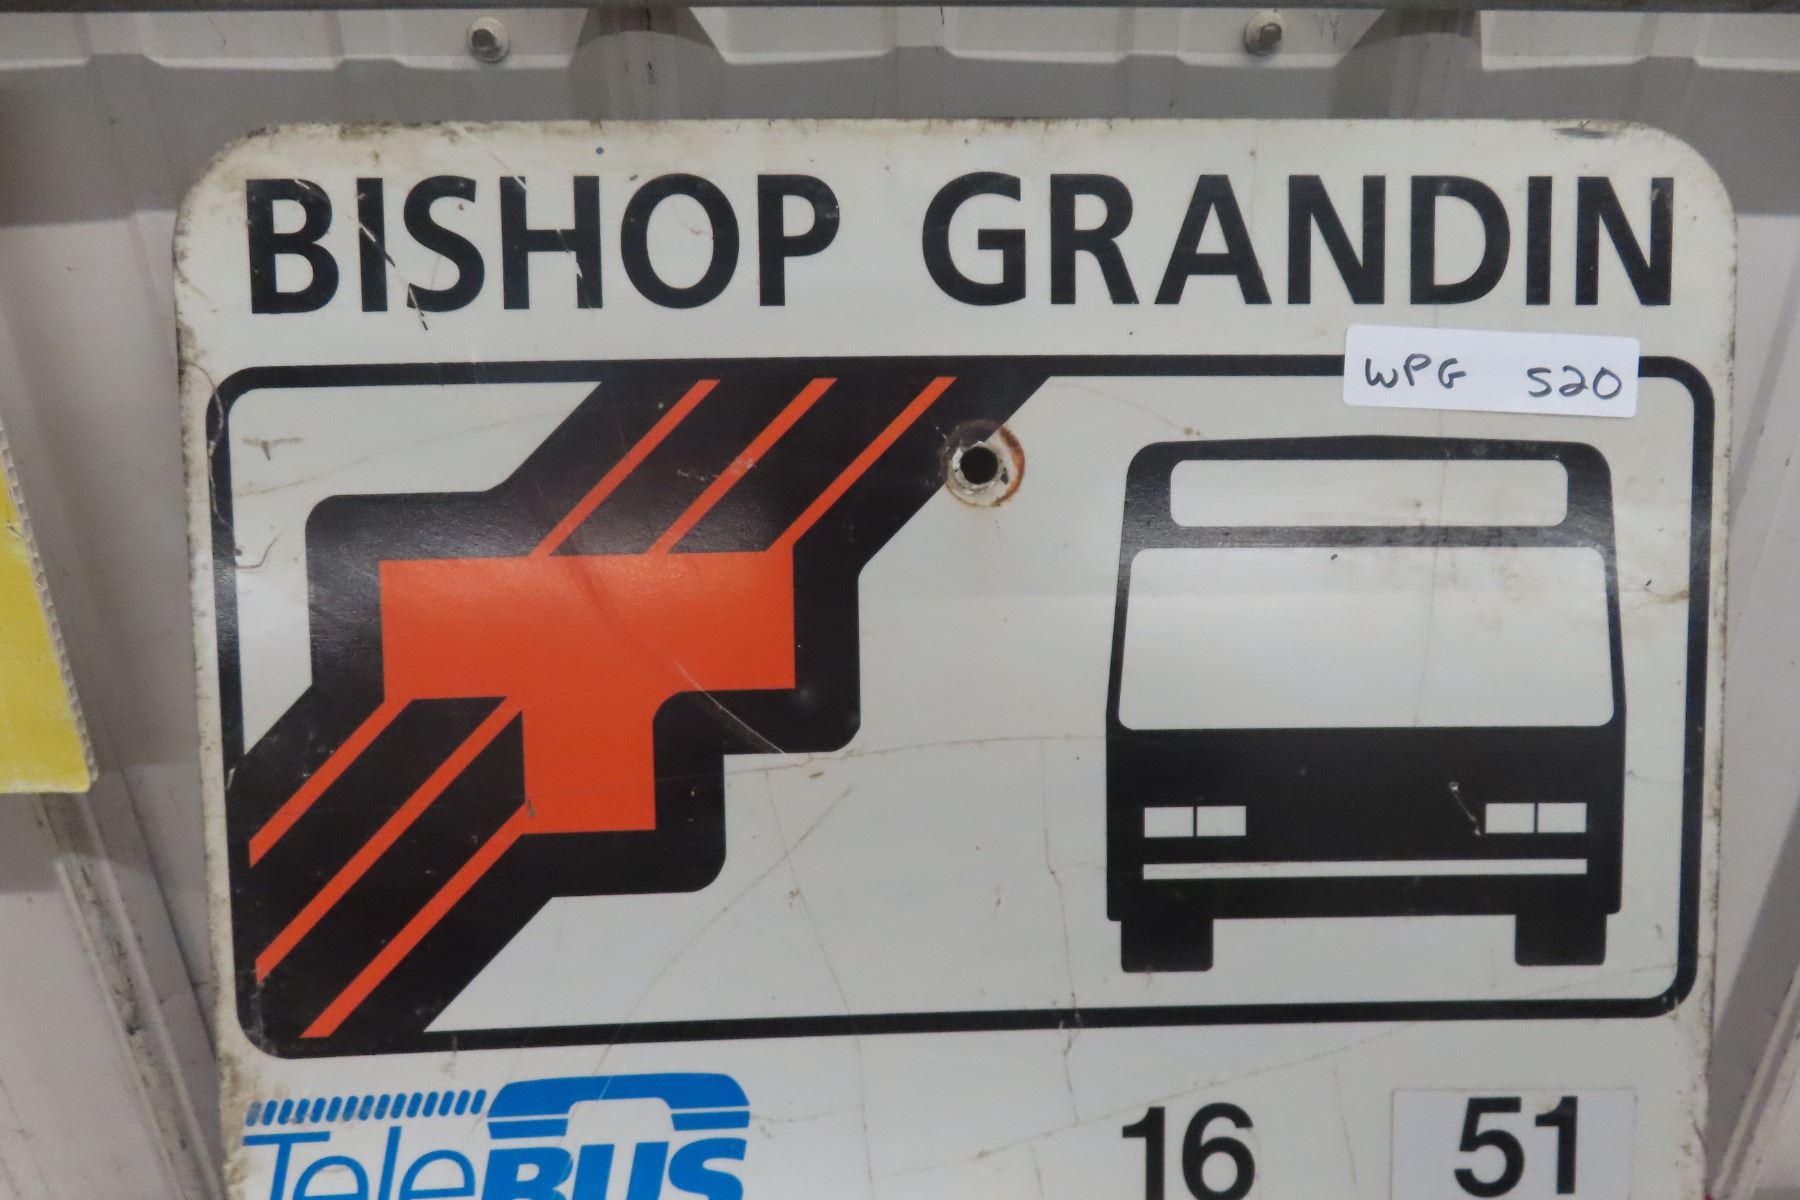 BISHOP GRANDIN
WPG 520
TeleBUS
16 51